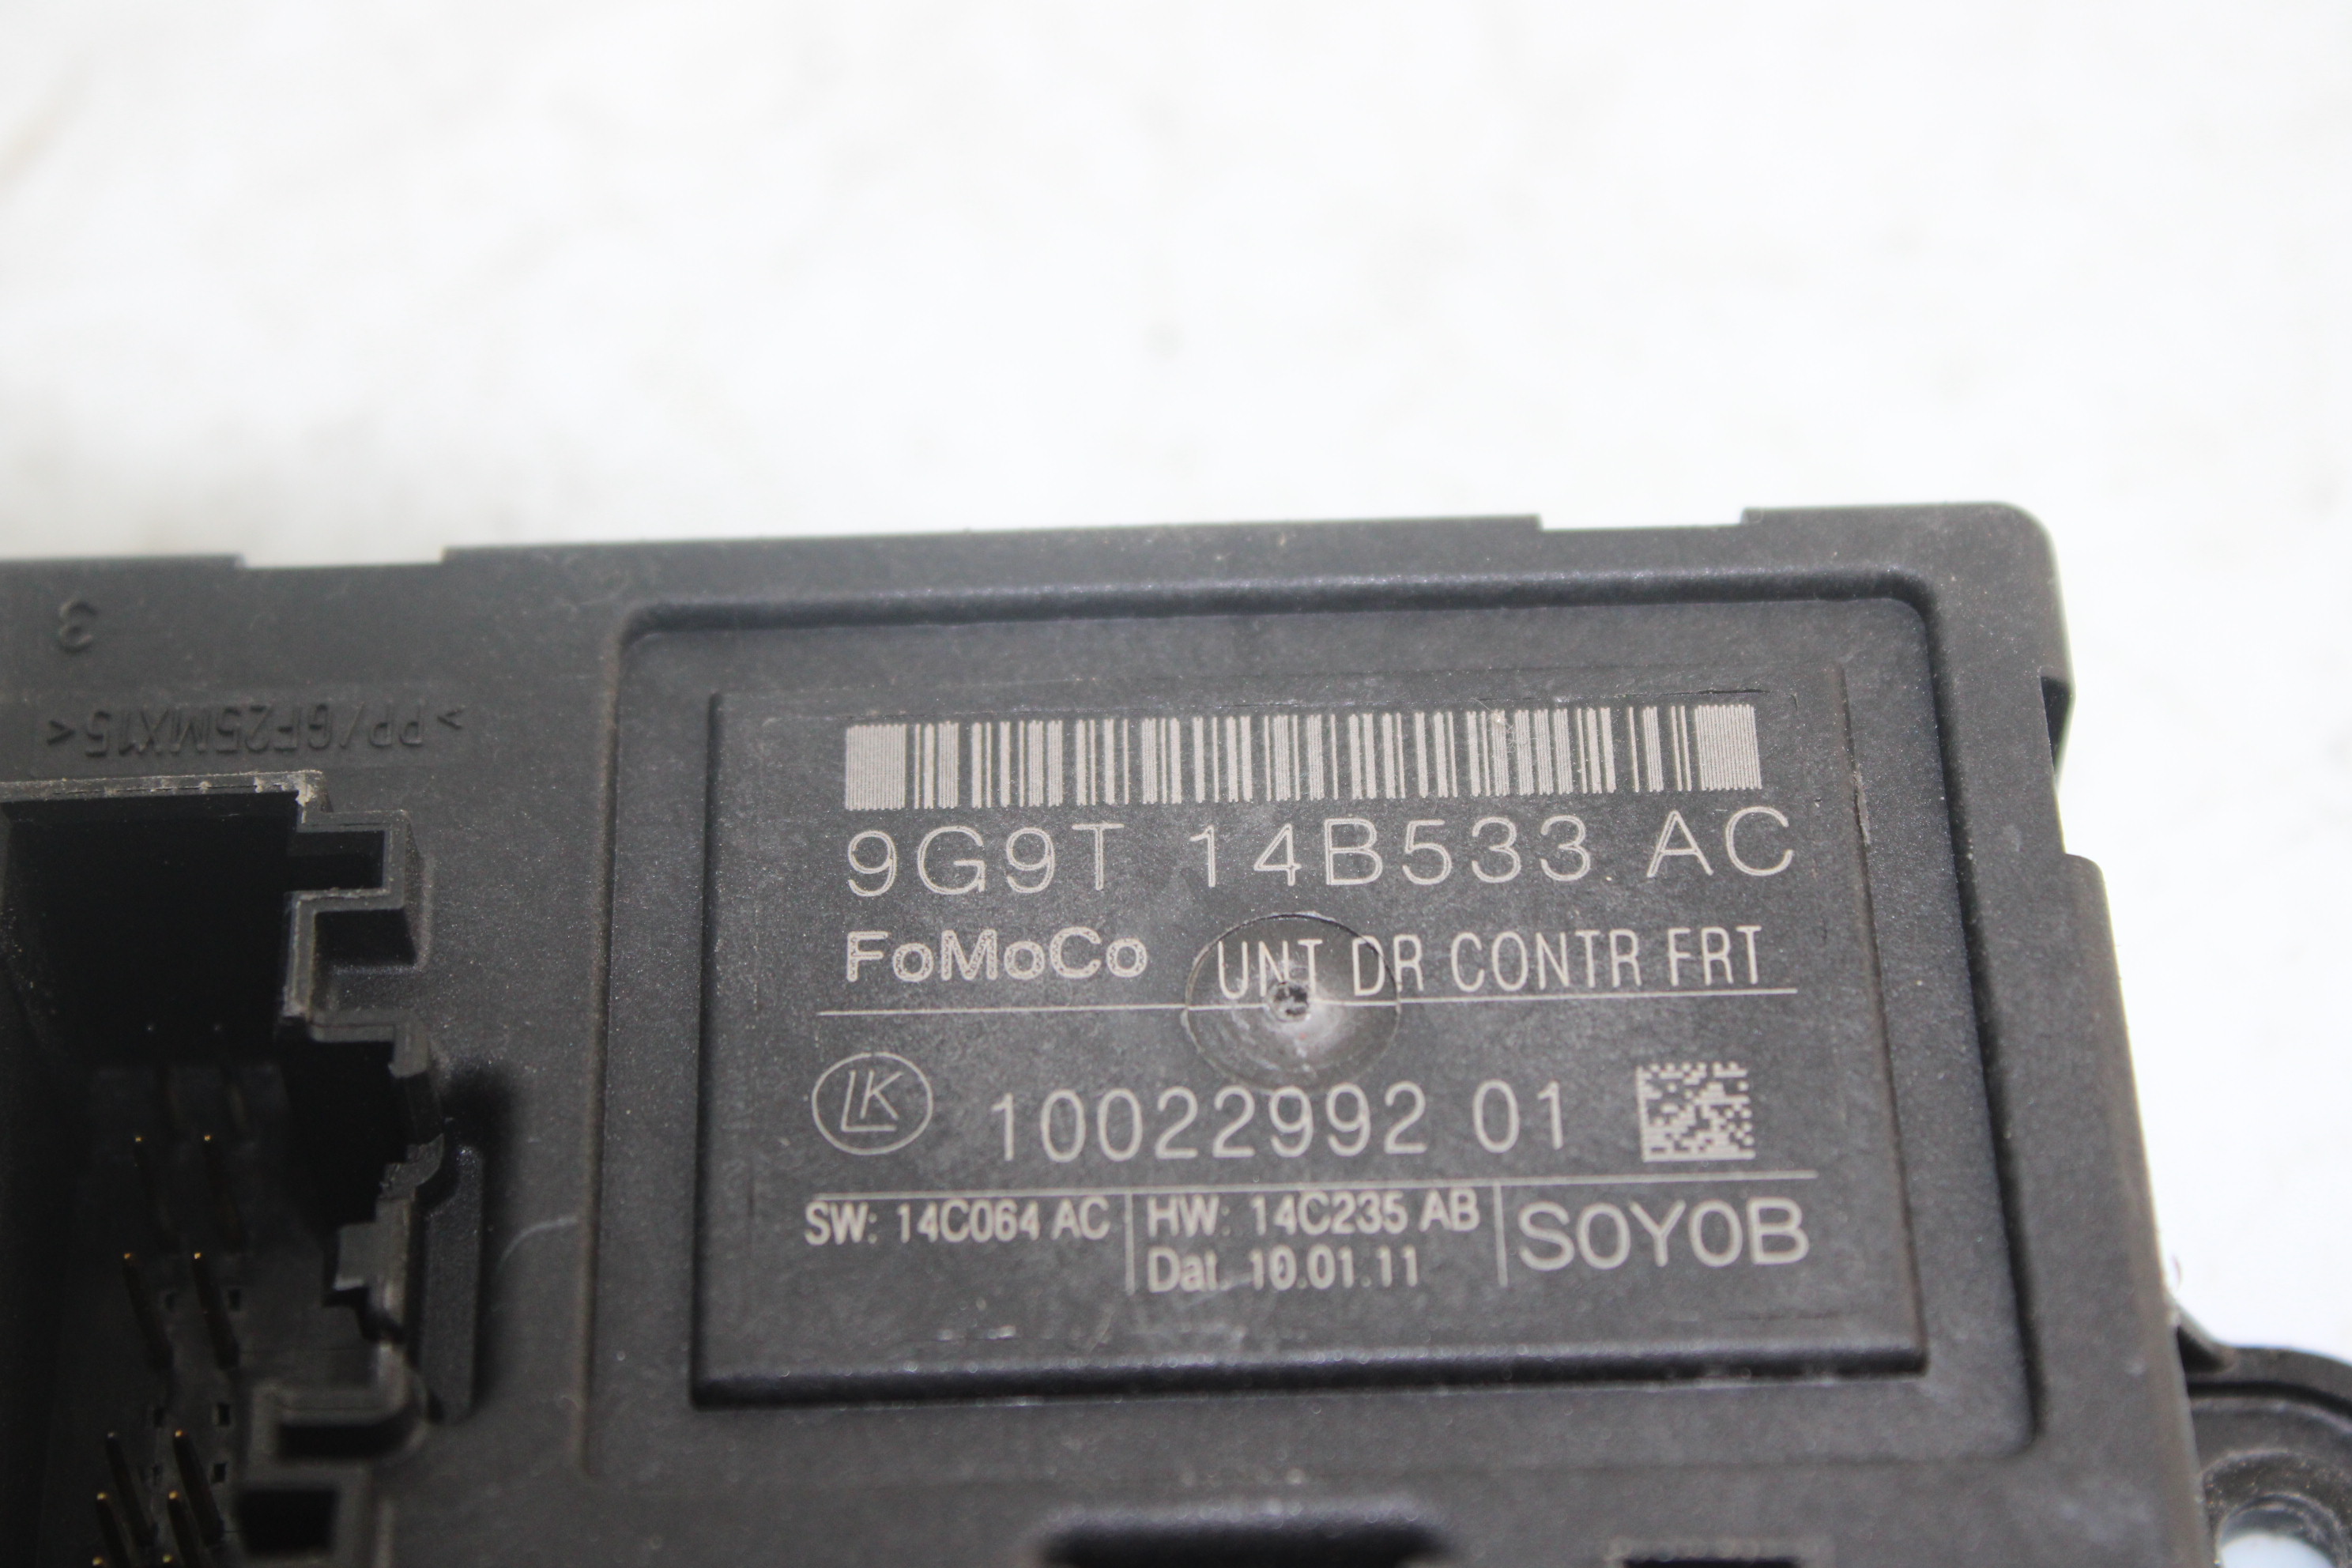 3
>PP/GF25MX15<
9G9T 14B533 AC
FoMoCo UNT DR CONTR FRT
LK 10022992 01
SW: 14C064 AC HW: 14C235 AB S0Y0B
Dat. 10.01.11